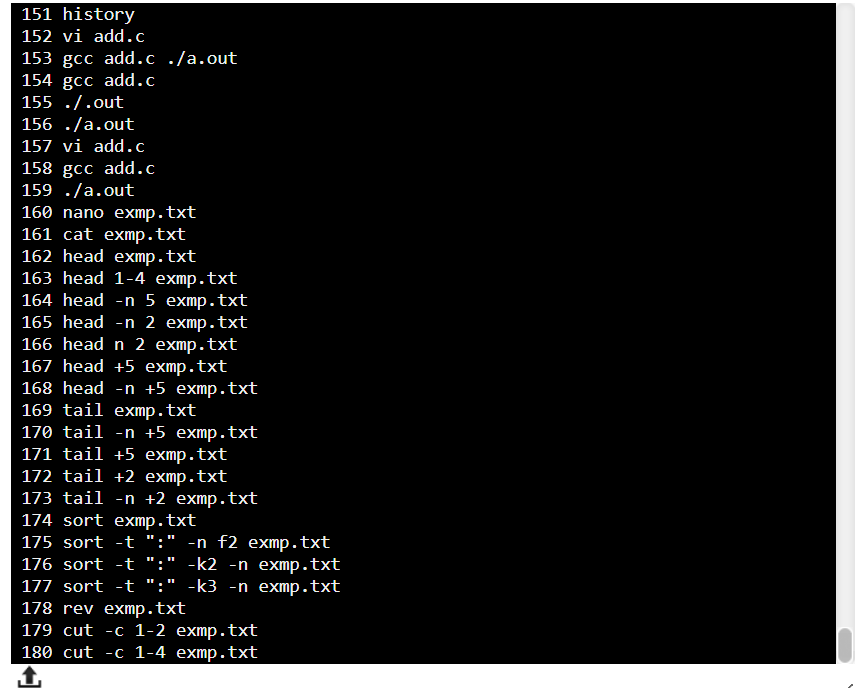 151 history
152 vi add.c
153 gcc add.c ./a.out
154 gcc add.c
155 ./.out
156 ./a.out
157 vi add.c
158 gcc add.c
159 ./a.out
160 nano exmp.txt
161 cat exmp.txt
162 head exmp.txt
163 head 1-4 exmp.txt
164 head -n 5 exmp.txt
165 head -n 2 exmp.txt
166 head n 2 exmp.txt
167 head +5 exmp.txt
168 head -n +5 exmp.txt
169 tail exmp.txt
170 tail -n +5 exmp.txt
171 tail +5 exmp.txt
172 tail +2 exmp.txt
173 tail -n +2 exmp.txt
174 sort exmp.txt
175 sort -t ":" -n f2 exmp.txt
176 sort -t ":" -k2 -n exmp.txt
177 sort -t ":" -k3 -n exmp.txt
178 rev exmp.txt
179 cut -c 1-2 exmp.txt
180 cut -c 1-4 exmp.txt